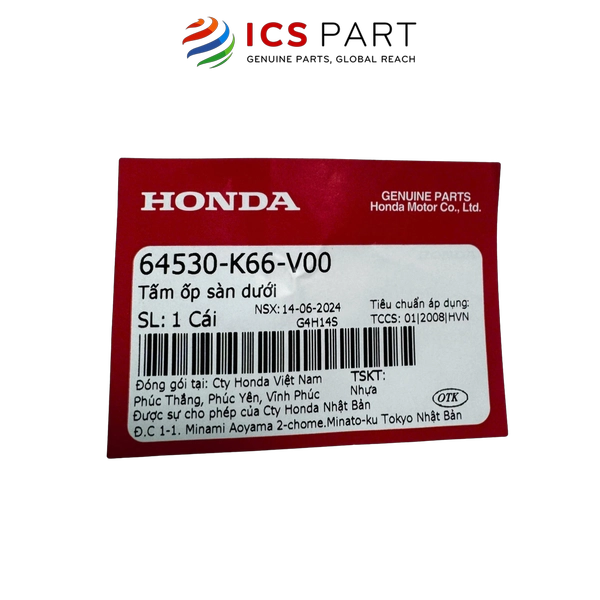 ICS PART
GENUINE PARTS, GLOBAL REACH
HONDA
GENUINE PARTS
Honda Motor Co., Ltd.
64530-K66-V00
Tấm ốp sàn dưới
NSX: 14-06-2024
Tiêu chuẩn áp dụng:
SL: 1 Cái
G4H14S
TCCS: 01|2008|HVN
Đóng gói tại: Cty Honda Việt Nam
TSKT:
Phúc Thắng, Phúc Yên, Vĩnh Phúc
Nhựa
Được sự cho phép của Cty Honda Nhật Bản
OTK
Đ.C 1-1. Minami Aoyama 2-chome.Minato-ku Tokyo Nhật Bản